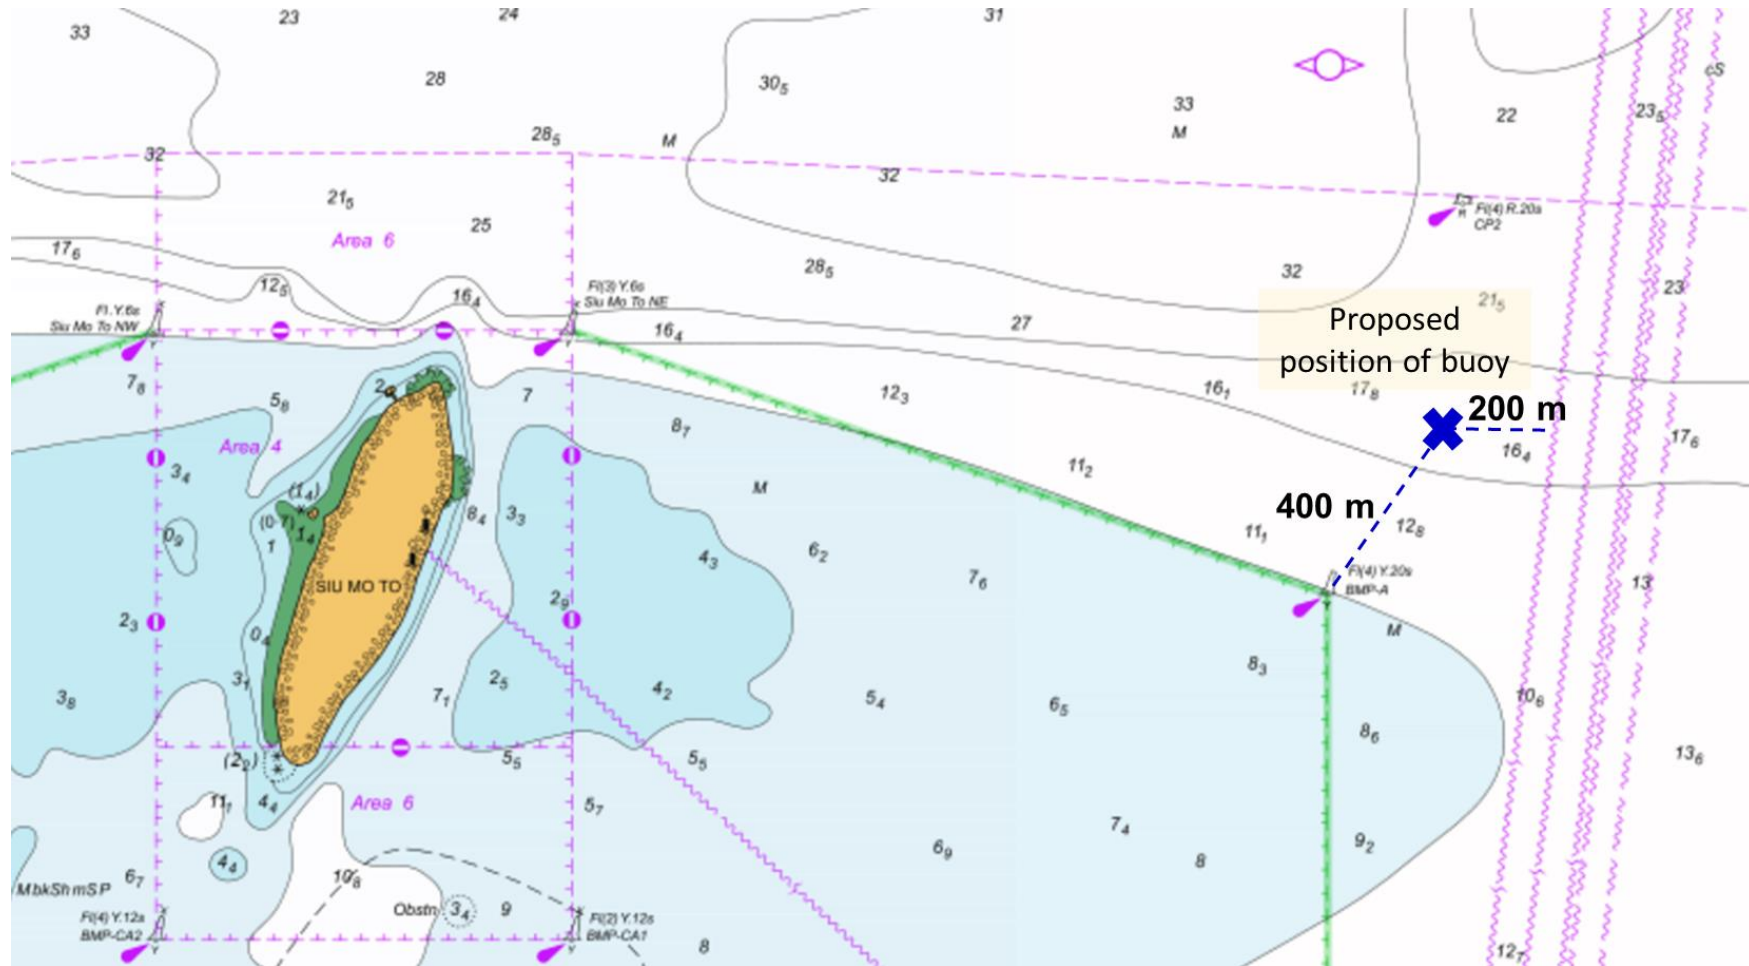 33
23
24
31
28
30₅
33
M
22
23₅
cS
28₅
M
32
32
21₅
25
Area 6
Fl(4) R.20s
R
CP2
17₆
12₅
16₄
28₅
32
23
21₅
Fl.Y.6s
Siu Mo To NW
Fl(3) Y.6s
Siu Mo To NE
16₄
27
Proposed
position of buoy
7₈
5₈
2
7
12₃
16₁
17₈
200 m
Area 4
8₇
17₆
3₄
11₂
16₄
M
(1₄)
(0·7)
1₄
8₄
3₃
400 m
12₈
0₉
1
4₃
6₂
11₁
7₆
Fl(4) Y.20s
BMP-A
13
SIU MO TO
2₉
2₃
0₄
M
8₃
3₁
3₈
2₅
7₁
4₂
5₄
6₅
10₆
8₆
(2₂)
5₅
5₅
13₆
11₁
4₄
Area 6
5₇
7₄
9₂
6₉
8
4₄
6₇
10₈
MbkSh mSP
Obstn
3₄
9
Fl(4) Y.12s
BMP-CA2
Y
Fl(2) Y.12s
BMP-CA1
Y
8
12₇